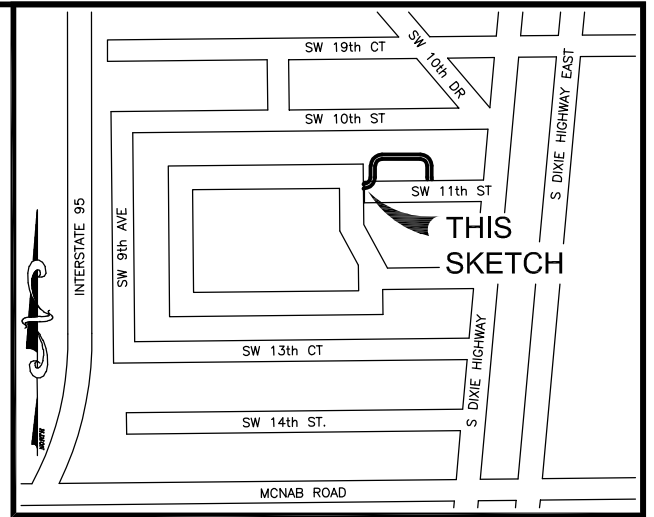 SW 19th CT
SW 10th DR
SW 10th ST
S DIXIE HIGHWAY EAST
SW 11th ST
INTERSTATE 95
SW 9th AVE
THIS
SKETCH
SW 13th CT
S DIXIE HIGHWAY
SW 14th ST.
NORTH
MCNAB ROAD